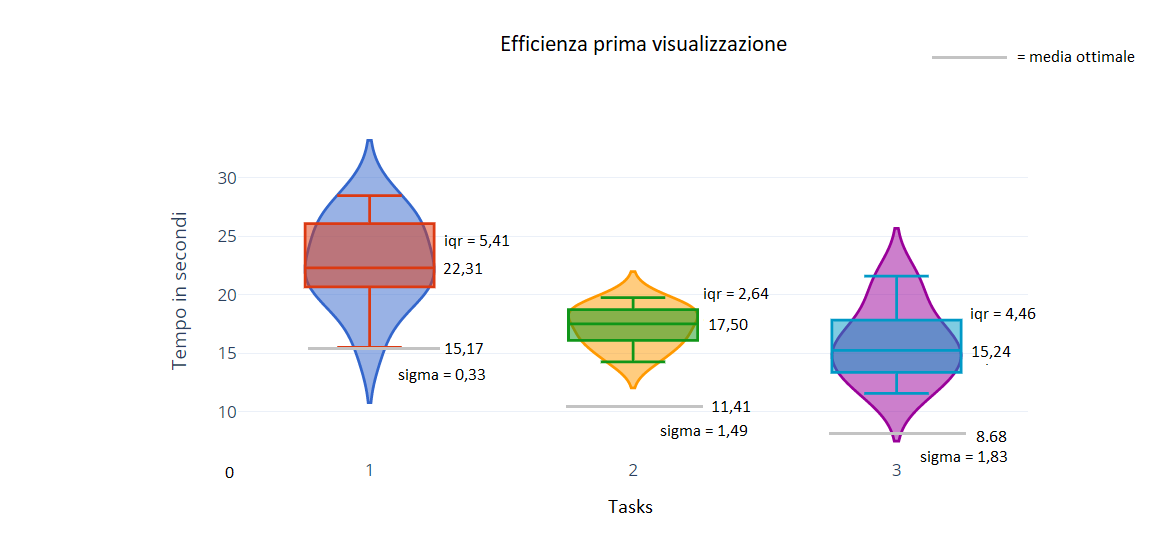 Efficienza prima visualizzazione
= media ottimale
Tempo in secondi
30
25
20
15
10
0
iqr = 5,41
22,31
15,17
sigma = 0,33
iqr = 2,64
17,50
11,41
sigma = 1,49
iqr = 4,46
15,24
8.68
sigma = 1,83
1
2
3
Tasks